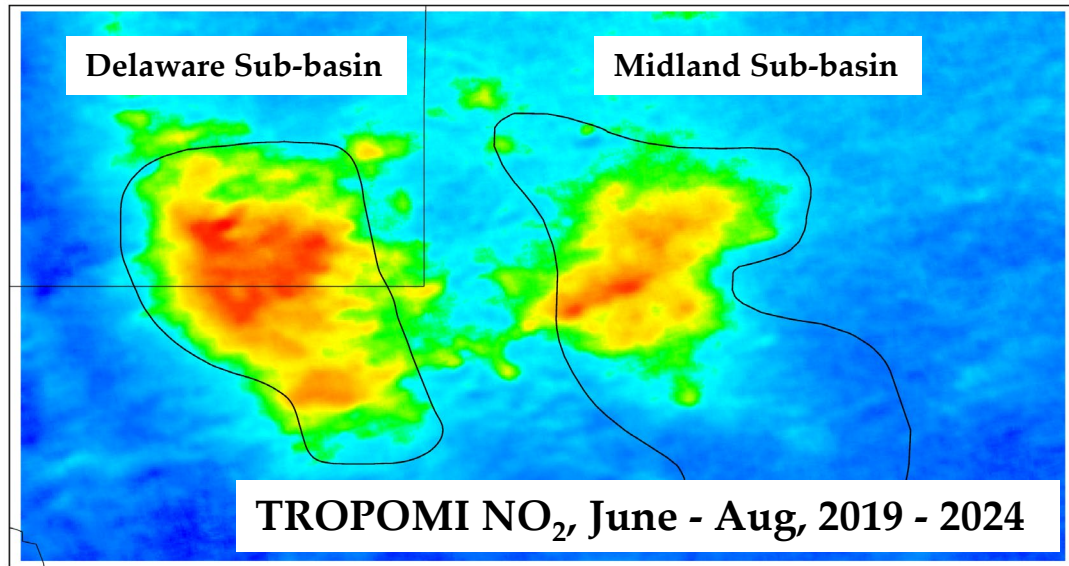 Delaware Sub-basin
Midland Sub-basin
TROPOMI NO₂, June - Aug, 2019 - 2024